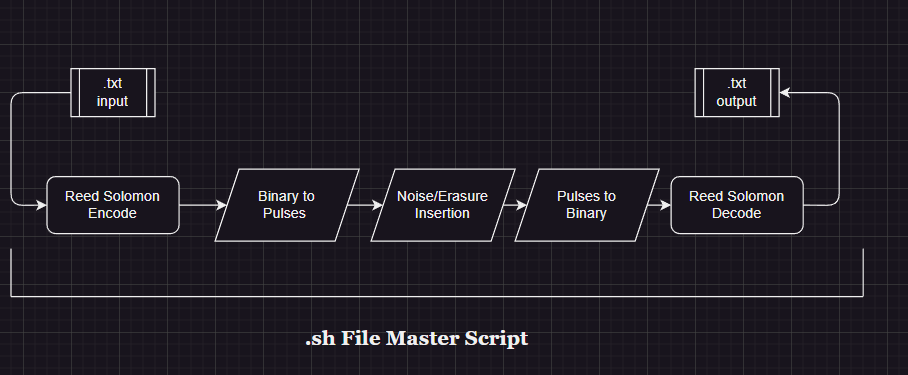 .txt
input
.txt
output
Reed Solomon
Encode
Binary to
Pulses
Noise/Erasure
Insertion
Pulses to
Binary
Reed Solomon
Decode
.sh File Master Script